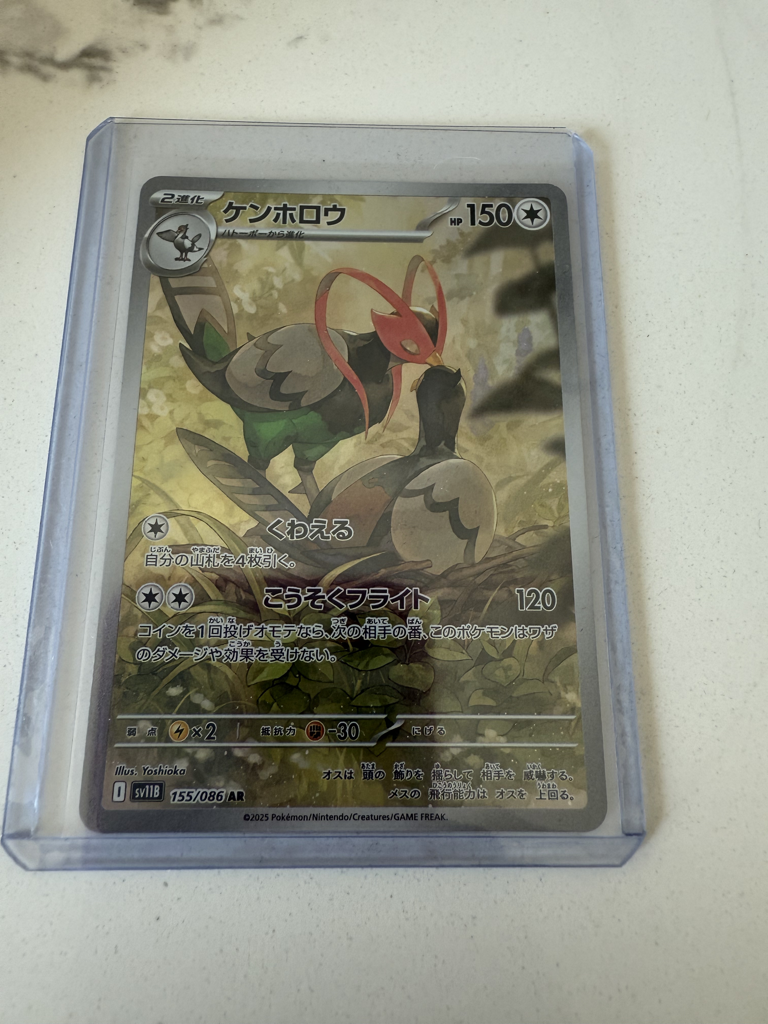 2進化
ケンホロウ
HP 150
ハトーボーから進化
くわえる
自分の山札を4枚引く。
こうそくフライト 120
コインを1回投げオモテなら、次の相手の番、このポケモンはワザ
のダメージや効果を受けない。
弱点 ×2 抵抗力 -30 にげる
Illus. Yoshioka
オスは 頭の 飾りを 揺らして 相手を 威嚇する。
メスの 飛行能力は オスを 上回る。
I sv11B 155/086 AR
©2025 Pokémon/Nintendo/Creatures/GAME FREAK.